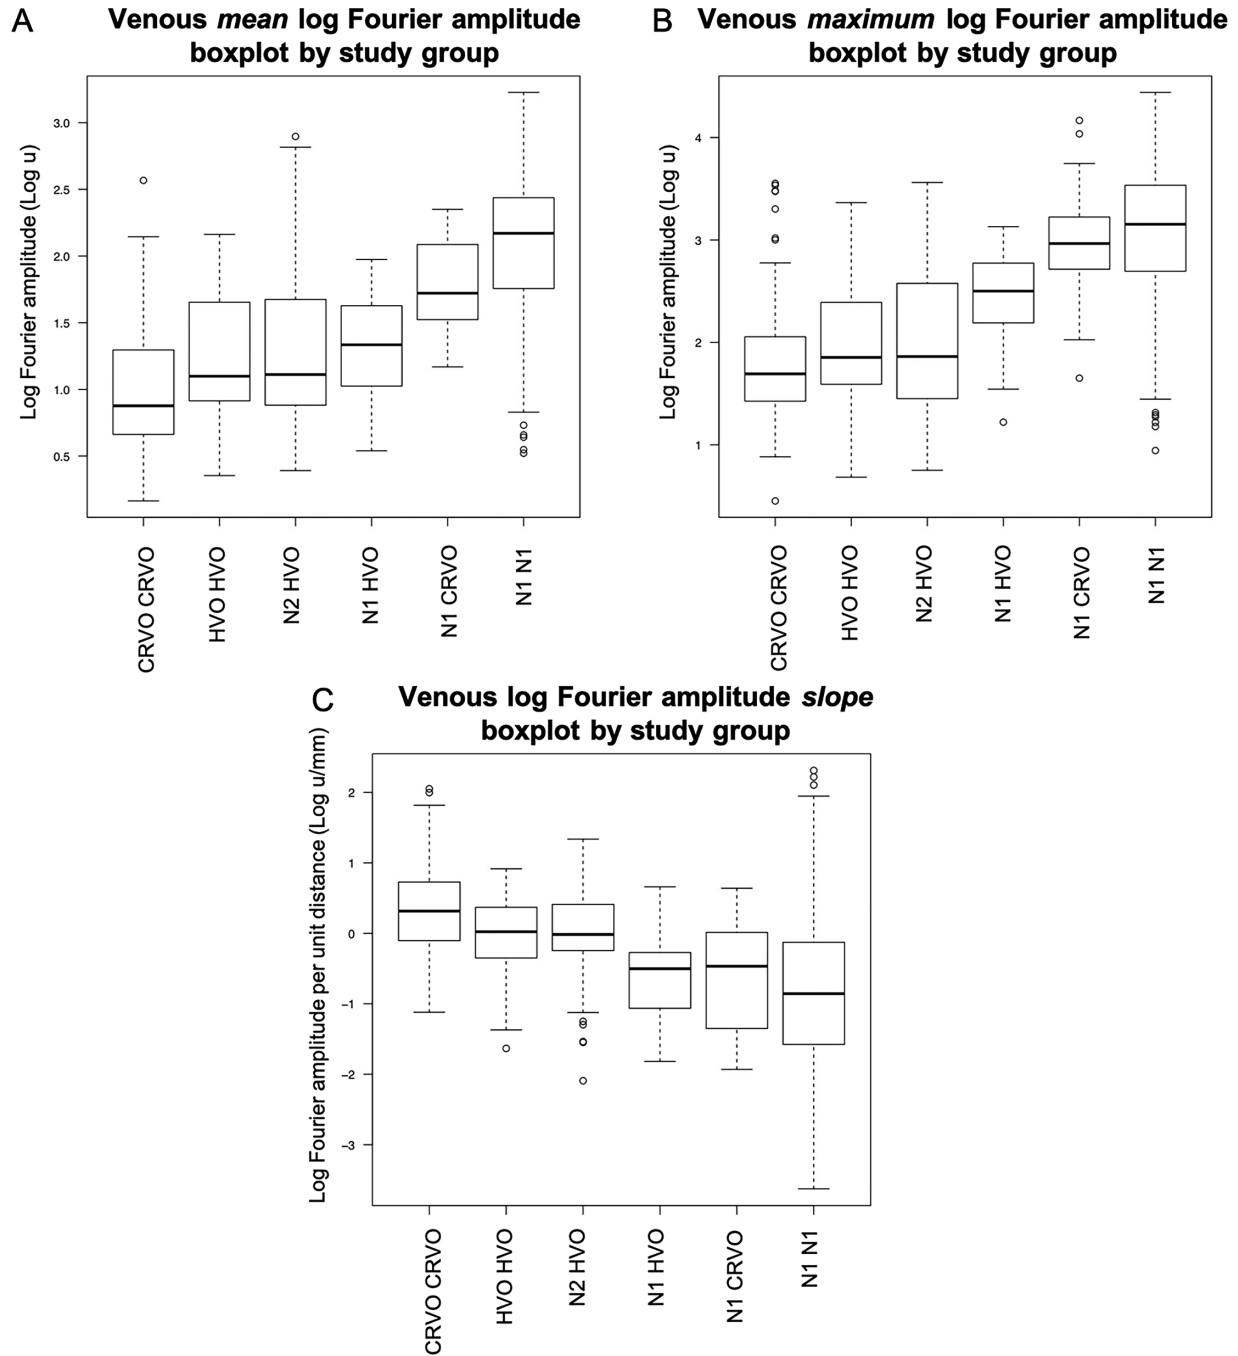 A
Venous mean log Fourier amplitude
boxplot by study group
Log Fourier amplitude (Log u)
3.0
2.5
2.0
1.5
1.0
0.5
CRVO CRVO
HVO HVO
N2 HVO
N1 HVO
N1 CRVO
N1 N1
B
Venous maximum log Fourier amplitude
boxplot by study group
Log Fourier amplitude (Log u)
4
3
2
1
CRVO CRVO
HVO HVO
N2 HVO
N1 HVO
N1 CRVO
N1 N1
C
Venous log Fourier amplitude slope
boxplot by study group
Log Fourier amplitude per unit distance (Log u/mm)
2
1
0
−1
−2
−3
CRVO CRVO
HVO HVO
N2 HVO
N1 HVO
N1 CRVO
N1 N1